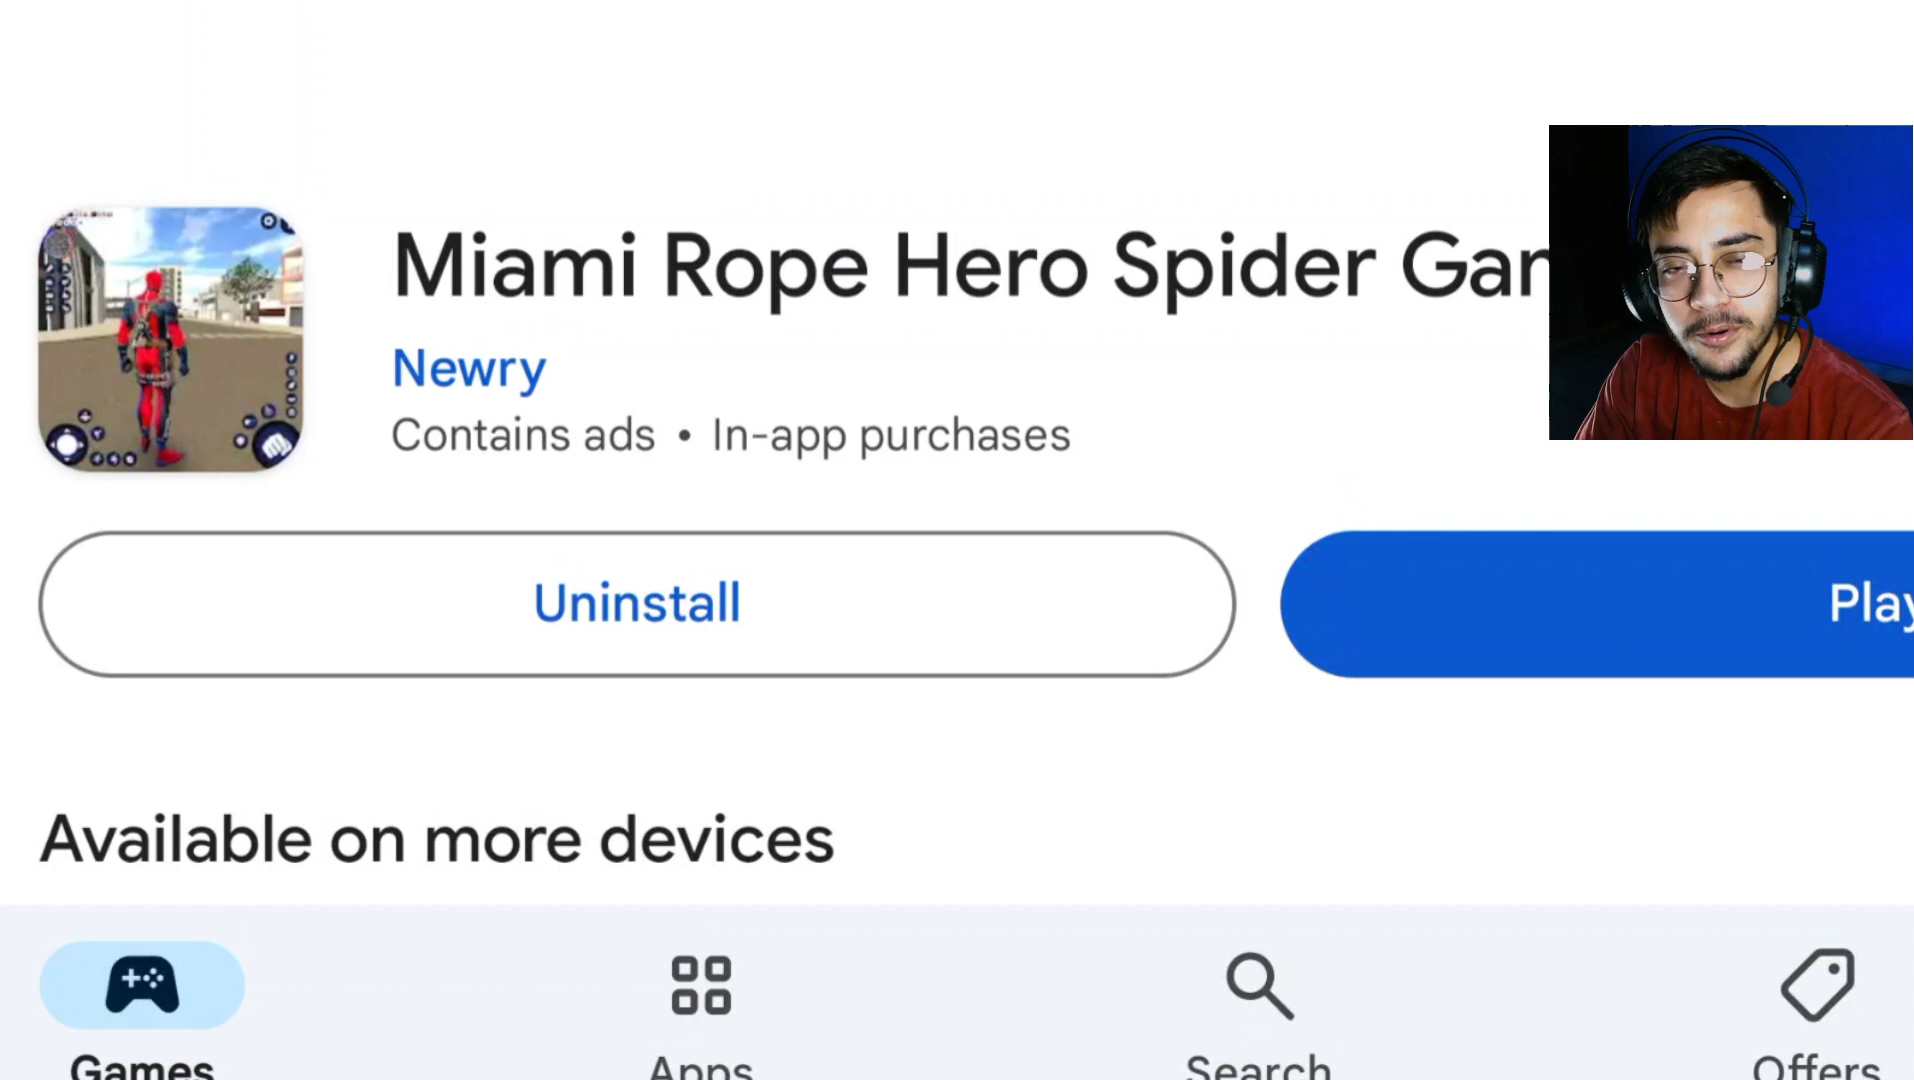 Miami Rope Hero Spider Gam
Newry
Contains ads • In-app purchases
Uninstall
Play
Available on more devices
Games
Apps
Search
Offers